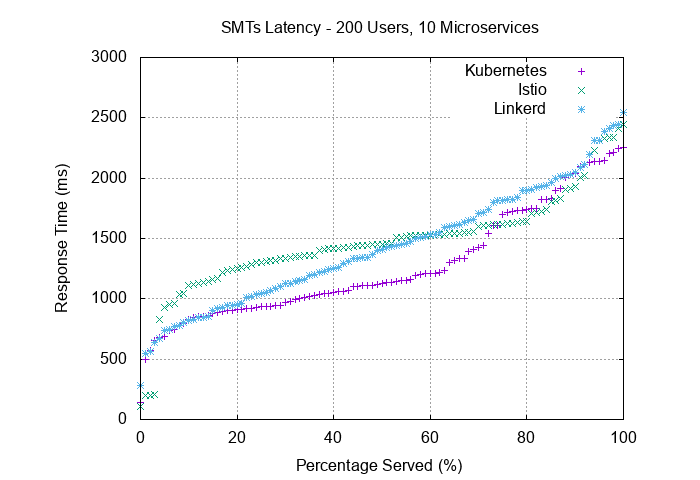 SMTs Latency - 200 Users, 10 Microservices
3000
2500
2000
1500
1000
500
0
Response Time (ms)
Kubernetes
Istio
Linkerd
0 20 40 60 80 100
Percentage Served (%)